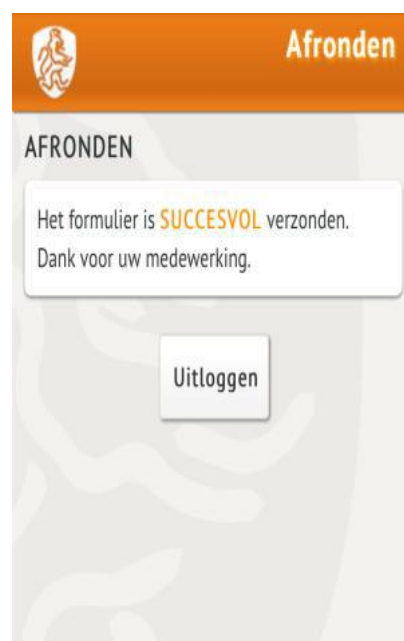 Afronden
AFRONDEN
Het formulier is SUCCESVOL verzonden.
Dank voor uw medewerking.
Uitloggen